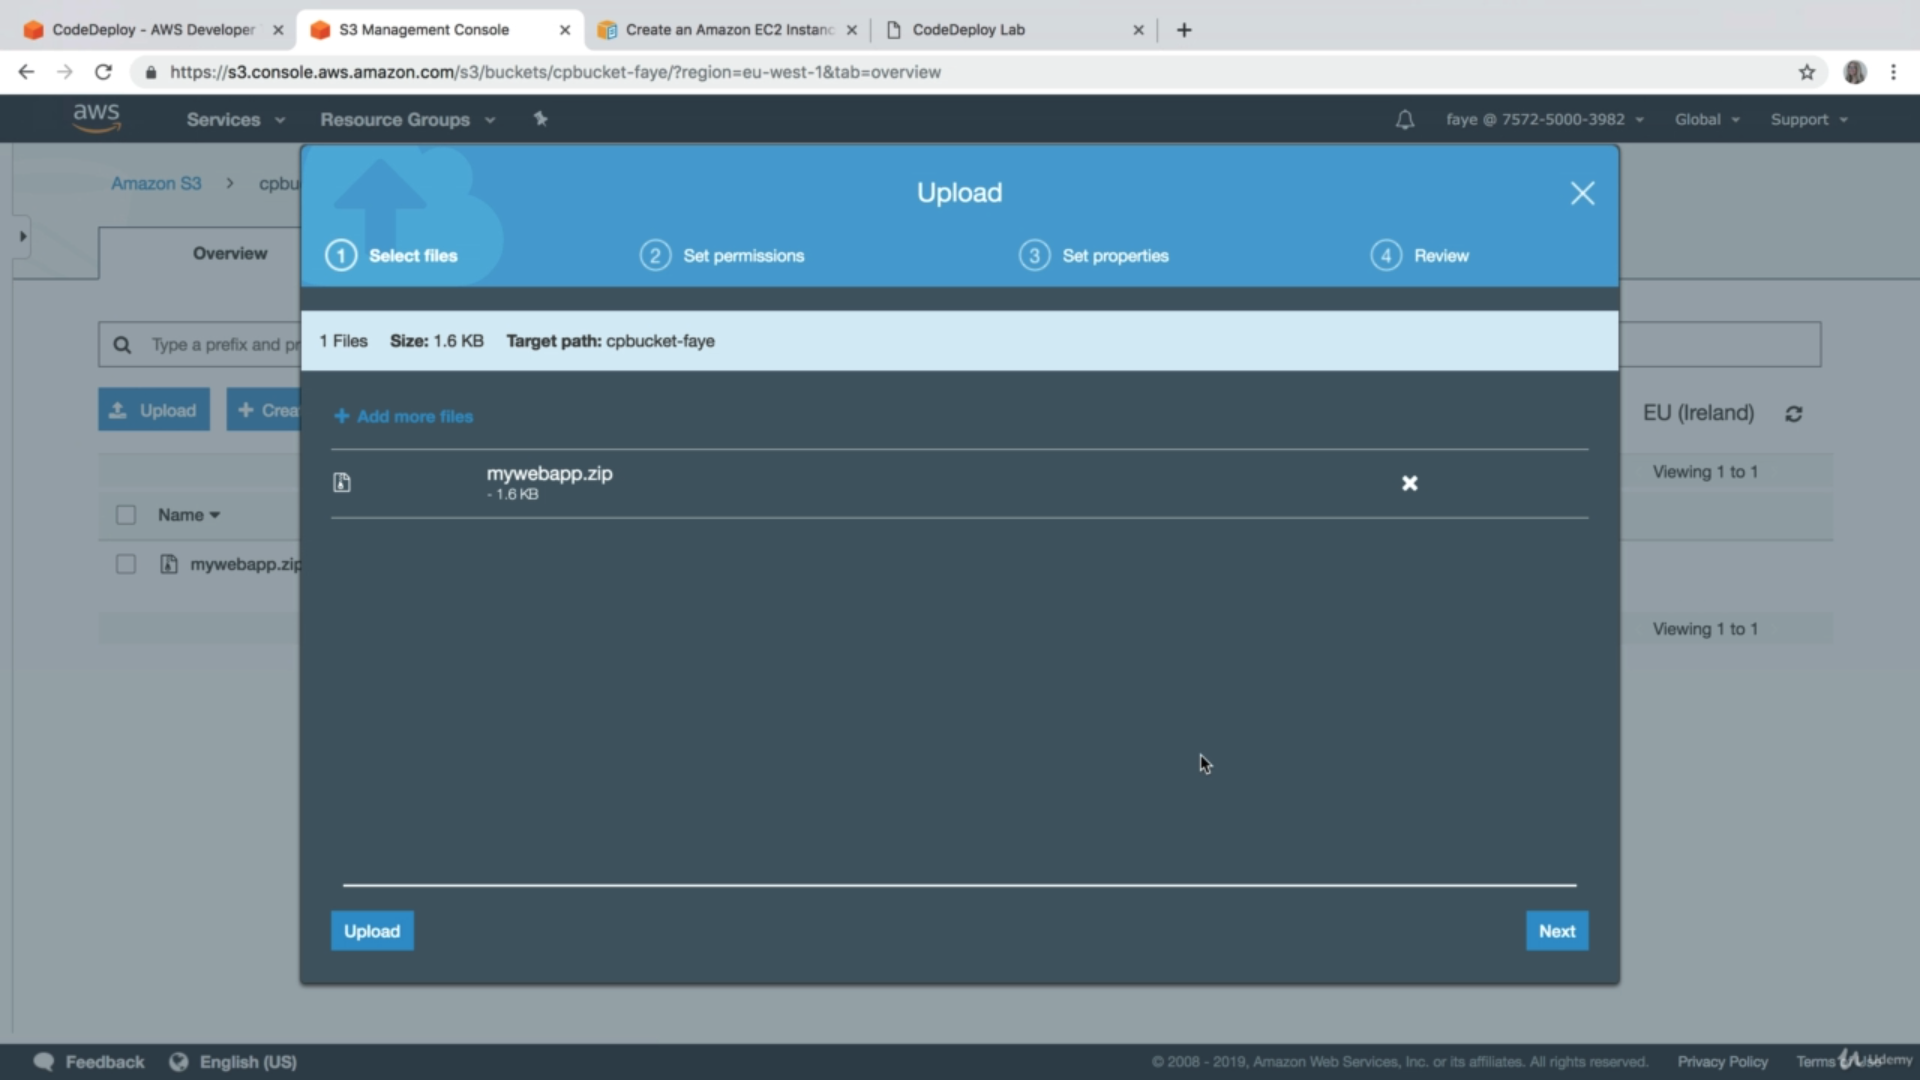 CodeDeploy - AWS Developer
S3 Management Console
Create an Amazon EC2 Instanc
CodeDeploy Lab
https://s3.console.aws.amazon.com/s3/buckets/cpbucket-faye/?region=eu-west-1&tab=overview
aws
Services
Resource Groups
faye @ 7572-5000-3982
Global
Support
Amazon S3 > cpbu
Overview
Upload
1 Select files
2 Set permissions
3 Set properties
4 Review
Type a prefix and pr
1 Files Size: 1.6 KB Target path: cpbucket-faye
Upload
+ Crea
+ Add more files
EU (Ireland)
Viewing 1 to 1
mywebapp.zip
- 1.6 KB
Name
mywebapp.zip
Viewing 1 to 1
Upload
Next
Feedback
English (US)
© 2008 - 2019, Amazon Web Services, Inc. or its affiliates. All rights reserved.
Privacy Policy
Terms
Udemy